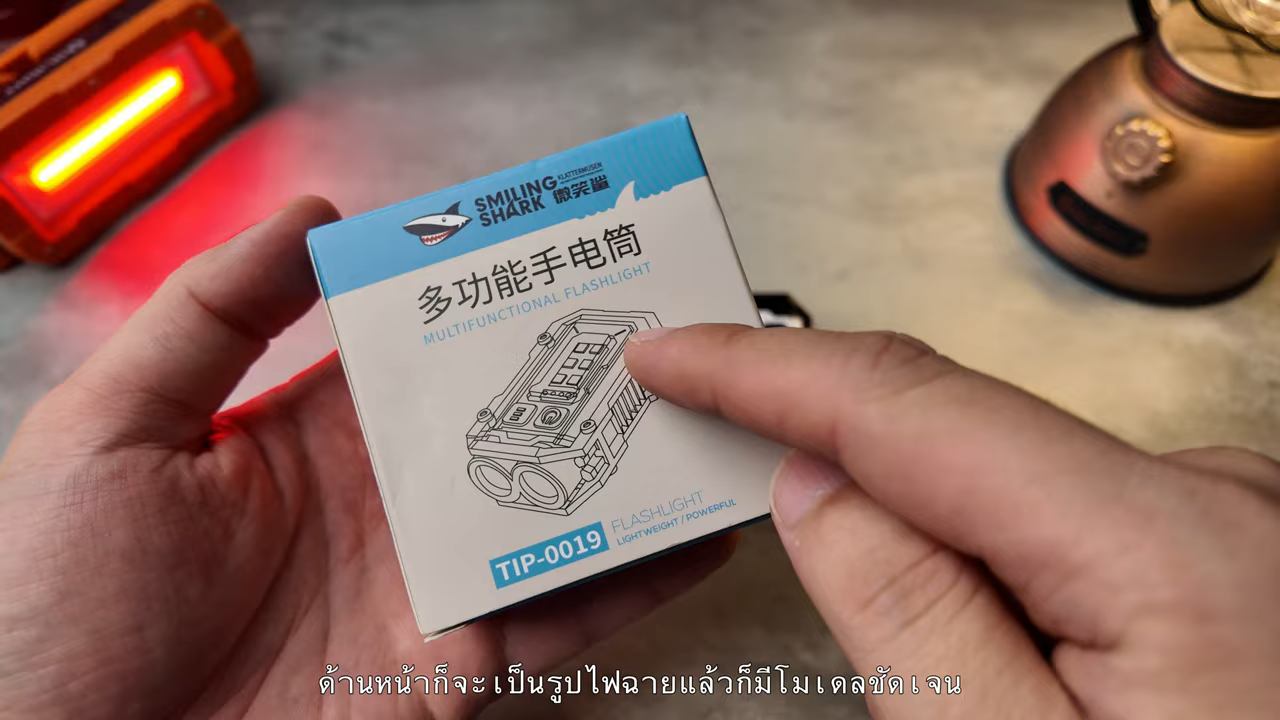 SMILING
SHARK
KLATTERMUSEN
微笑鲨
多功能手电筒
MULTIFUNCTIONAL FLASHLIGHT
TIP-0019
FLASHLIGHT
LIGHTWEIGHT / POWERFUL
ด้านหน้าก็จะเป็นรูปไฟฉายแล้วก็มีโมเดลชัดเจน